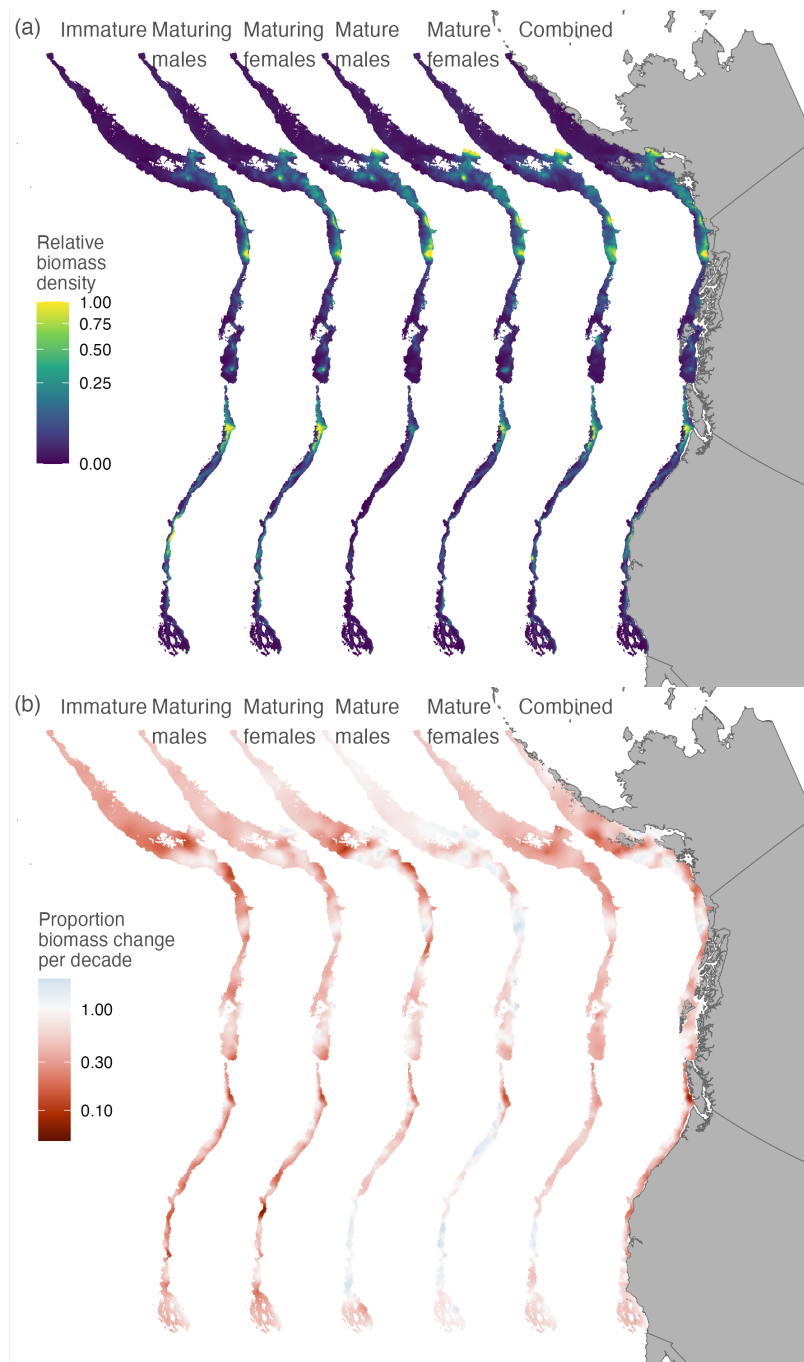 (a)
Immature Maturing Maturing Mature Mature Combined
males females males females
Relative
biomass
density
1.00
0.75
0.50
0.25
0.00
(b)
Immature Maturing Maturing Mature Mature Combined
males females males females
Proportion
biomass change
per decade
1.00
0.30
0.10